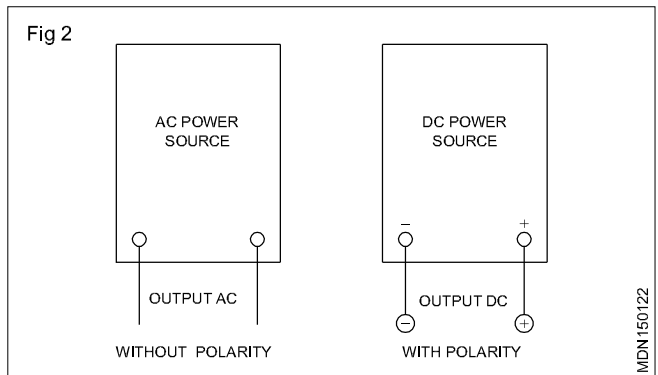 Fig 2
AC POWER
SOURCE
OUTPUT AC
WITHOUT POLARITY
DC POWER
SOURCE
– +
OUTPUT DC
– +
WITH POLARITY
MDN150122